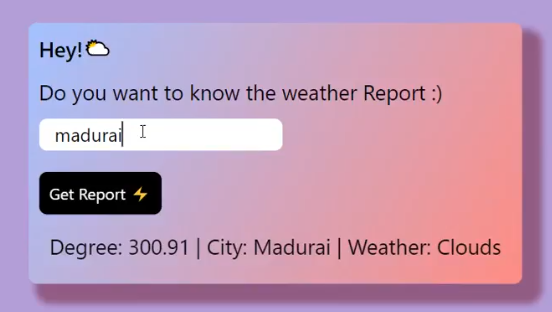 Hey!⛅
Do you want to know the weather Report :)
madurai
Get Report ⚡
Degree: 300.91 | City: Madurai | Weather: Clouds